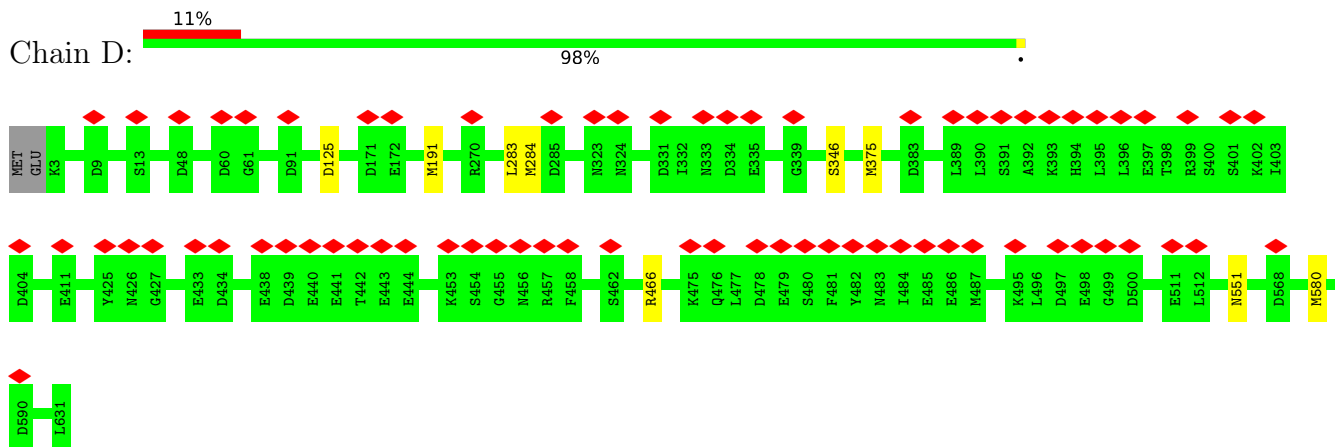 11%
Chain D:
98%
.
MET GLU K3 D9 S13 D48 D60 G61 D91 D125 D171 E172 M191 R270 L283 M284 D285 N323 N324 D331 I332 N333 D334 E335 G339 S346 M375 D383 L389 L390 S391 A392 K393 H394 L395 L396 E397 T398 R399 S400 S401 K402 I403
D404 E411 Y425 N426 G427 E433 D434 E438 D439 E440 E441 T442 E443 E444 K453 S454 G455 N456 R457 F458 S462 R466 K475 Q476 L477 D478 E479 S480 F481 Y482 N483 I484 E485 E486 M487 K495 L496 D497 E498 G499 D500 E511 L512 N551 D568 M580
D590 L631